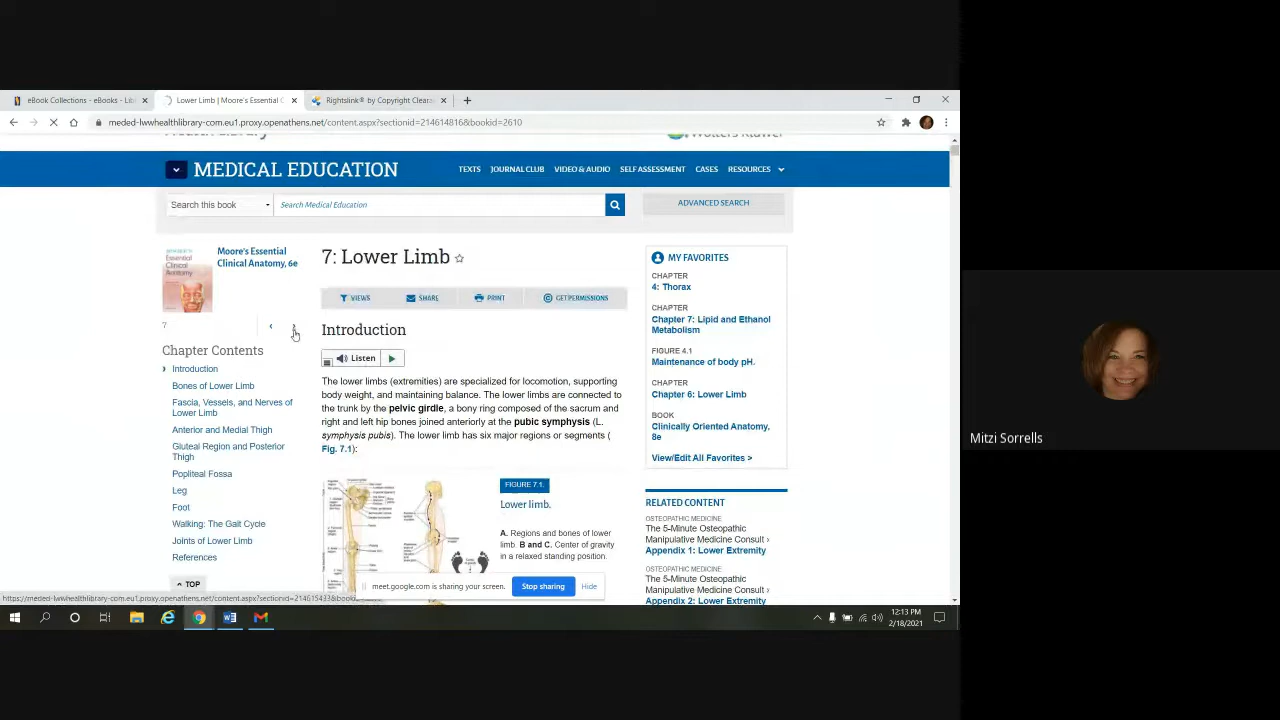 eBook Collections - eBooks - Lib
Lower Limb | Moore's Essential C
Rightslink® by Copyright Cleara
meded-lwwhealthlibrary-com.eu1.proxy.openathens.net/content.aspx?sectionid=214614816&bookid=2610
Health Library
Wolters Kluwer
MEDICAL EDUCATION
TEXTS
JOURNAL CLUB
VIDEO & AUDIO
SELF ASSESSMENT
CASES
RESOURCES
Search this book
Search Medical Education
ADVANCED SEARCH
Essential
Clinical
Anatomy
Moore's Essential
Clinical Anatomy, 6e
7
Chapter Contents
Introduction
Bones of Lower Limb
Fascia, Vessels, and Nerves of
Lower Limb
Anterior and Medial Thigh
Gluteal Region and Posterior
Thigh
Popliteal Fossa
Leg
Foot
Walking: The Gait Cycle
Joints of Lower Limb
References
TOP
7: Lower Limb
VIEWS
SHARE
PRINT
GET PERMISSIONS
Introduction
Listen
The lower limbs (extremities) are specialized for locomotion, supporting
body weight, and maintaining balance. The lower limbs are connected to
the trunk by the pelvic girdle, a bony ring composed of the sacrum and
right and left hip bones joined anteriorly at the pubic symphysis (L.
symphysis pubis). The lower limb has six major regions or segments (
Fig. 7.1):
FIGURE 7.1.
Lower limb.
A. Regions and bones of lower
limb. B and C. Center of gravity
in a relaxed standing position.
MY FAVORITES
CHAPTER
4: Thorax
CHAPTER
Chapter 7: Lipid and Ethanol
Metabolism
FIGURE 4.1
Maintenance of body pH.
CHAPTER
Chapter 6: Lower Limb
BOOK
Clinically Oriented Anatomy,
8e
View/Edit All Favorites >
RELATED CONTENT
OSTEOPATHIC MEDICINE
The 5-Minute Osteopathic
Manipulative Medicine Consult ›
Appendix 1: Lower Extremity
OSTEOPATHIC MEDICINE
The 5-Minute Osteopathic
Manipulative Medicine Consult ›
Appendix 2: Lower Extremity
meet.google.com is sharing your screen.
Stop sharing
Hide
12:13 PM
2/18/2021
Mitzi Sorrells